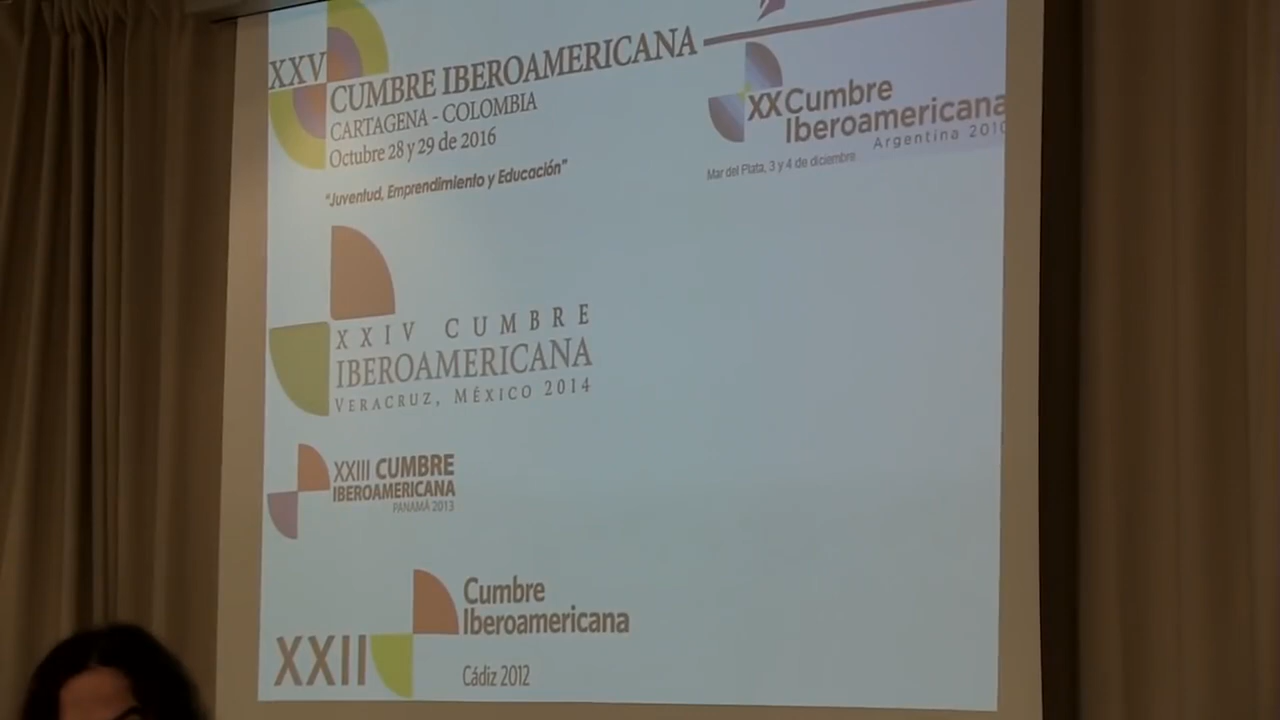 XXV
CUMBRE IBEROAMERICANA
CARTAGENA - COLOMBIA
Octubre 28 y 29 de 2016
"Juventud, Emprendimiento y Educación"
XX Cumbre
Iberoamericana
Argentina 2010
Mar del Plata, 3 y 4 de diciembre
XXIV CUMBRE
IBEROAMERICANA
VERACRUZ, MÉXICO 2014
XXIII CUMBRE
IBEROAMERICANA
PANAMÁ 2013
XXII
Cumbre
Iberoamericana
Cádiz 2012